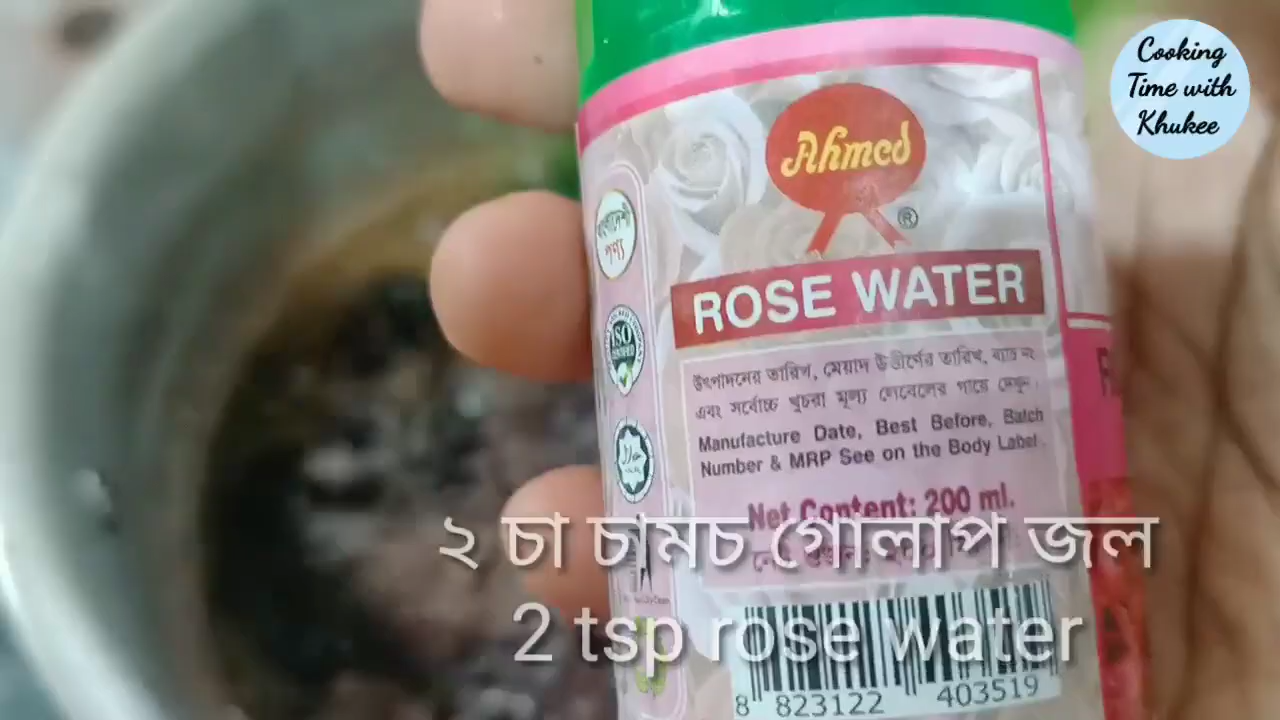 Cooking
Time with
Khukee
Ahmed
®
পণ্য
ISO
ROSE WATER
উৎপাদনের তারিখ, মেয়াদ উত্তীর্ণের তারিখ, ব্যাচ নং
এবং সর্বোচ্চ খুচরা মূল্য লেবেলের গায়ে দেখুন।
Manufacture Date, Best Before, Batch
Number & MRP See on the Body Label.
Net Content: 200 ml.
২ চা চামচ গোলাপ জল
2 tsp rose water
8 823122 403519